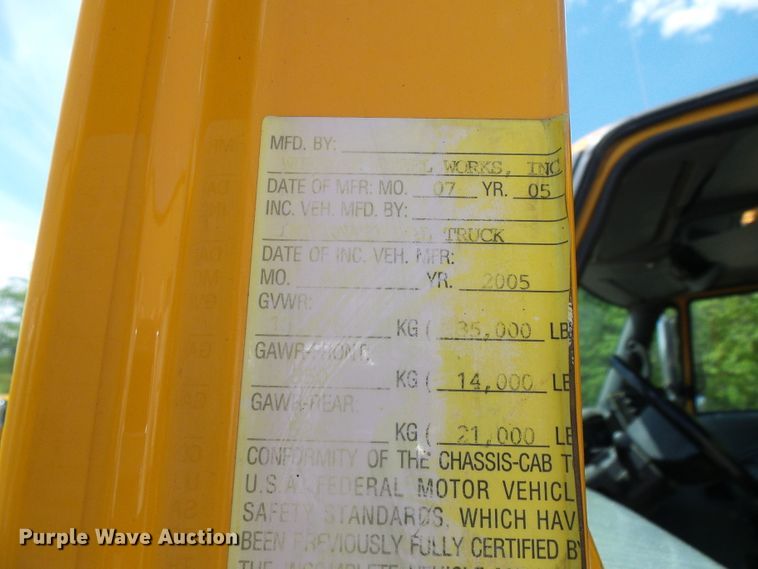 MFD. BY:
WORKS, INC
DATE OF MFR: MO. 07 YR. 05
INC. VEH. MFD. BY:
TRUCK
DATE OF INC. VEH. MFR:
MO. YR. 2005
GVWR:
KG ( 35,000 LB
GAWR-FRONT:
KG ( 14,000 LB
GAWR-REAR:
KG ( 21,000 LB
CONFORMITY OF THE CHASSIS-CAB T
U.S.A. FEDERAL MOTOR VEHICL
SAFETY STANDARDS, WHICH HAV
BEEN PREVIOUSLY FULLY CERTIFIED B
THE INCOMPLETE VEHICLE
Purple Wave Auction